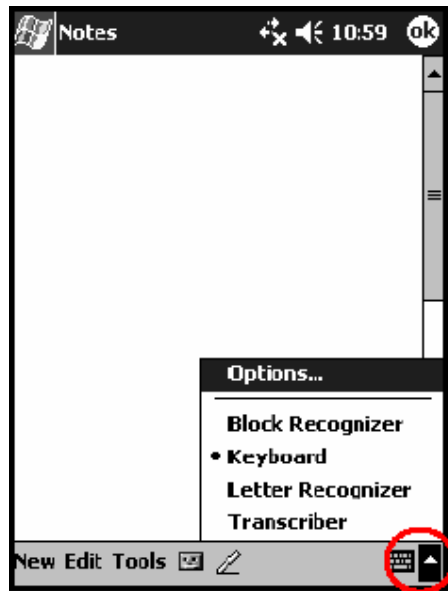 Notes 10:59 ok
Options...
Block Recognizer
Keyboard
Letter Recognizer
Transcriber
New Edit Tools